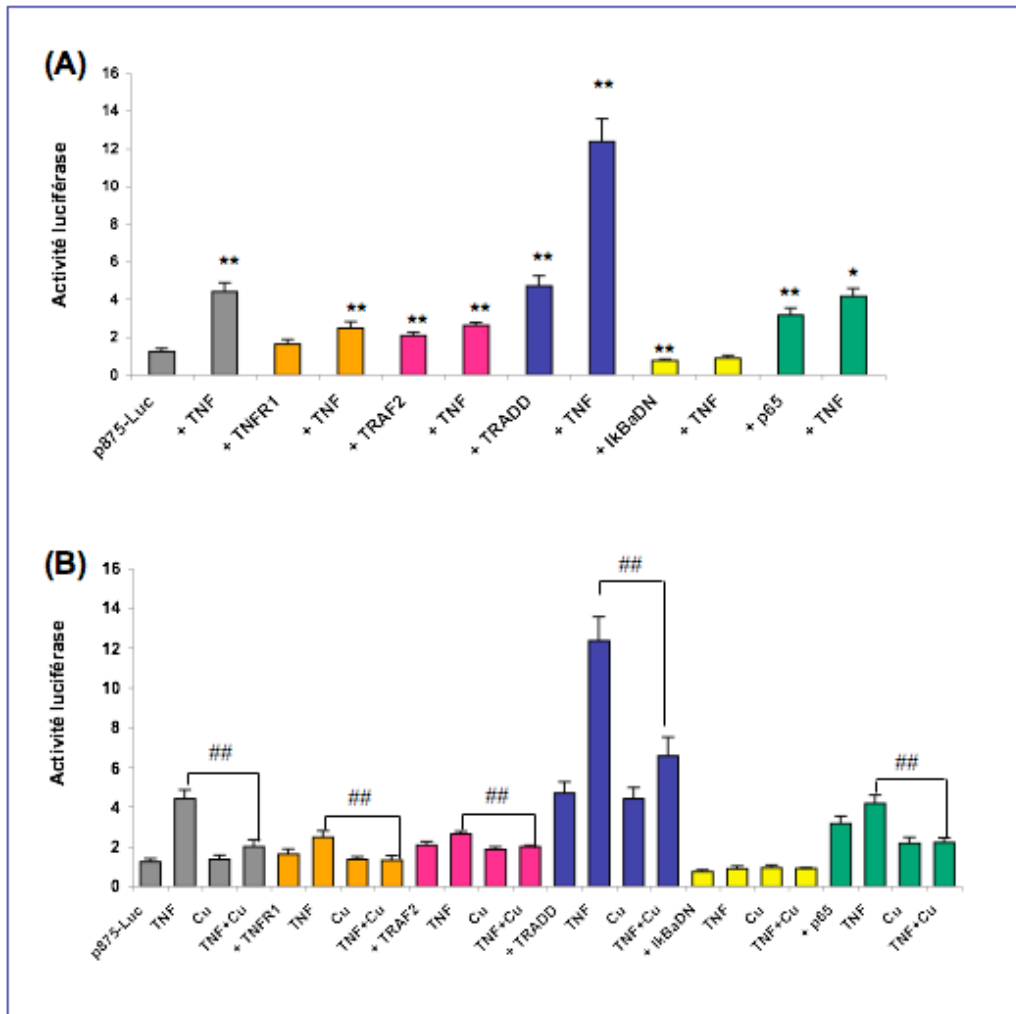 (A)
Activité luciférase
16
14
12
10
8
6
4
2
0
** ** ** ** ** ** ** ** *
p875-Luc
+ TNF
+ TNFR1
+ TNF
+ TRAF2
+ TNF
+ TRADD
+ TNF
+ IkBaDN
+ TNF
+ p65
+ TNF
(B)
Activité luciférase
16
14
12
10
8
6
4
2
0
## ## ## ## ##
p875-Luc
TNF
Cu
TNF+Cu
+ TNFR1
TNF
Cu
TNF+Cu
+ TRAF2
TNF
Cu
TNF+Cu
+ TRADD
TNF
Cu
TNF+Cu
+ IkBaDN
TNF
Cu
TNF+Cu
+ p65
TNF
Cu
TNF+Cu